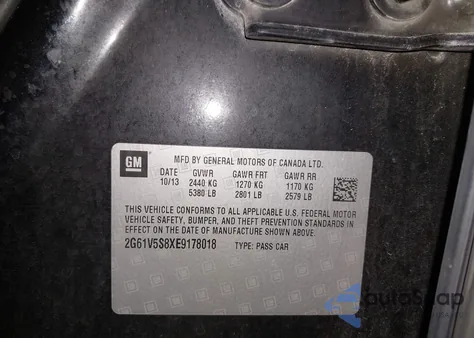 GM
MFD BY GENERAL MOTORS OF CANADA LTD.
DATE GVWR GAWR FRT GAWR RR
10/13 2440 KG 1270 KG 1170 KG
5380 LB 2801 LB 2579 LB
THIS VEHICLE CONFORMS TO ALL APPLICABLE U.S. FEDERAL MOTOR
VEHICLE SAFETY, BUMPER, AND THEFT PREVENTION STANDARDS IN
EFFECT ON THE DATE OF MANUFACTURE SHOWN ABOVE.
2G61V5S8XE9178018 TYPE: PASS CAR
autoSnap